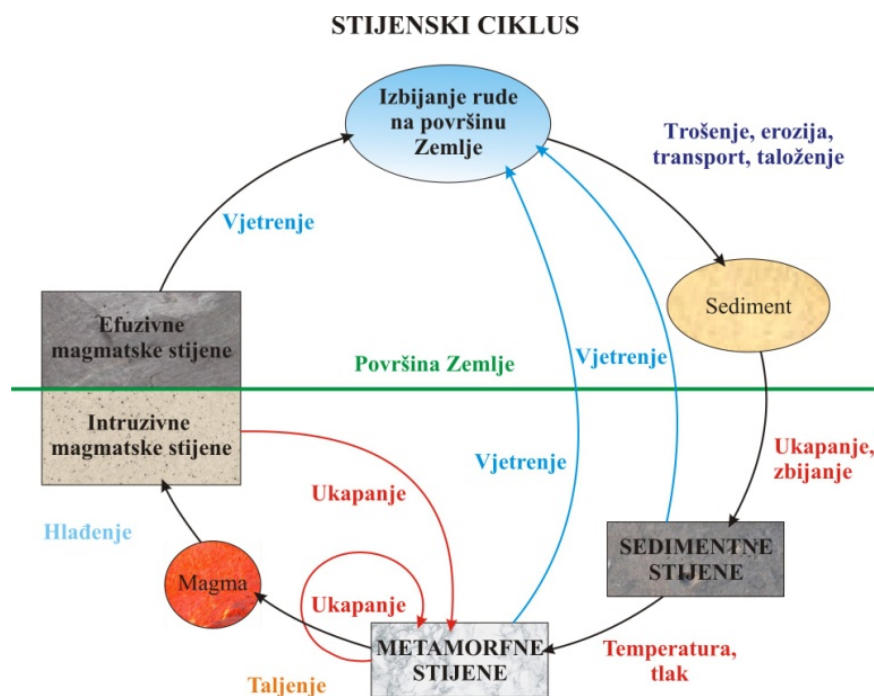 STIJENSKI CIKLUS
Izbijanje rude
na površinu
Zemlje
Trošenje, erozija,
transport, taloženje
Vjetrenje
Sediment
Efuzivne
magmatske stijene
Površina Zemlje
Vjetrenje
Intruzivne
magmatske stijene
Ukapanje,
zbijanje
Vjetrenje
Ukapanje
Hlađenje
SEDIMENTNE
STIJENE
Magma
Ukapanje
METAMORFNE
STIJENE
Temperatura,
tlak
Taljenje